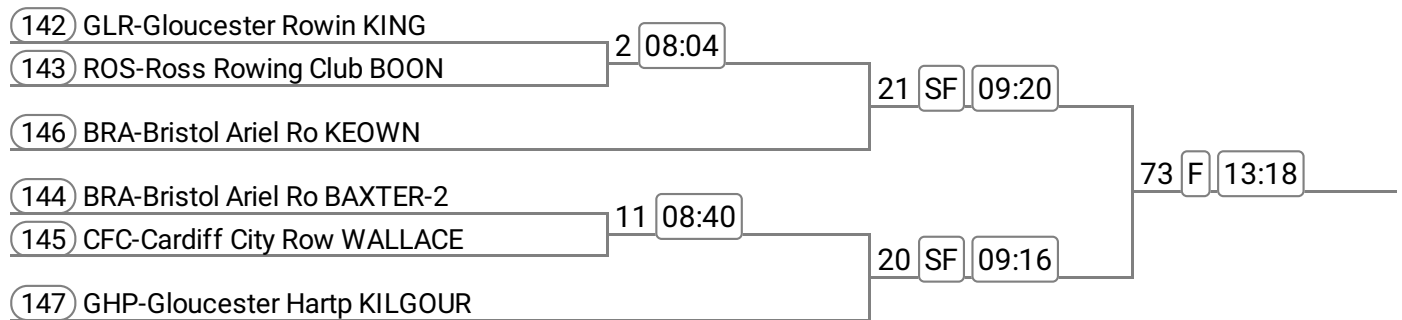 142 GLR-Gloucester Rowin KING
2 08:04
143 ROS-Ross Rowing Club BOON
21 SF 09:20
146 BRA-Bristol Ariel Ro KEOWN
73 F 13:18
144 BRA-Bristol Ariel Ro BAXTER-2
11 08:40
145 CFC-Cardiff City Row WALLACE
20 SF 09:16
147 GHP-Gloucester Hartp KILGOUR